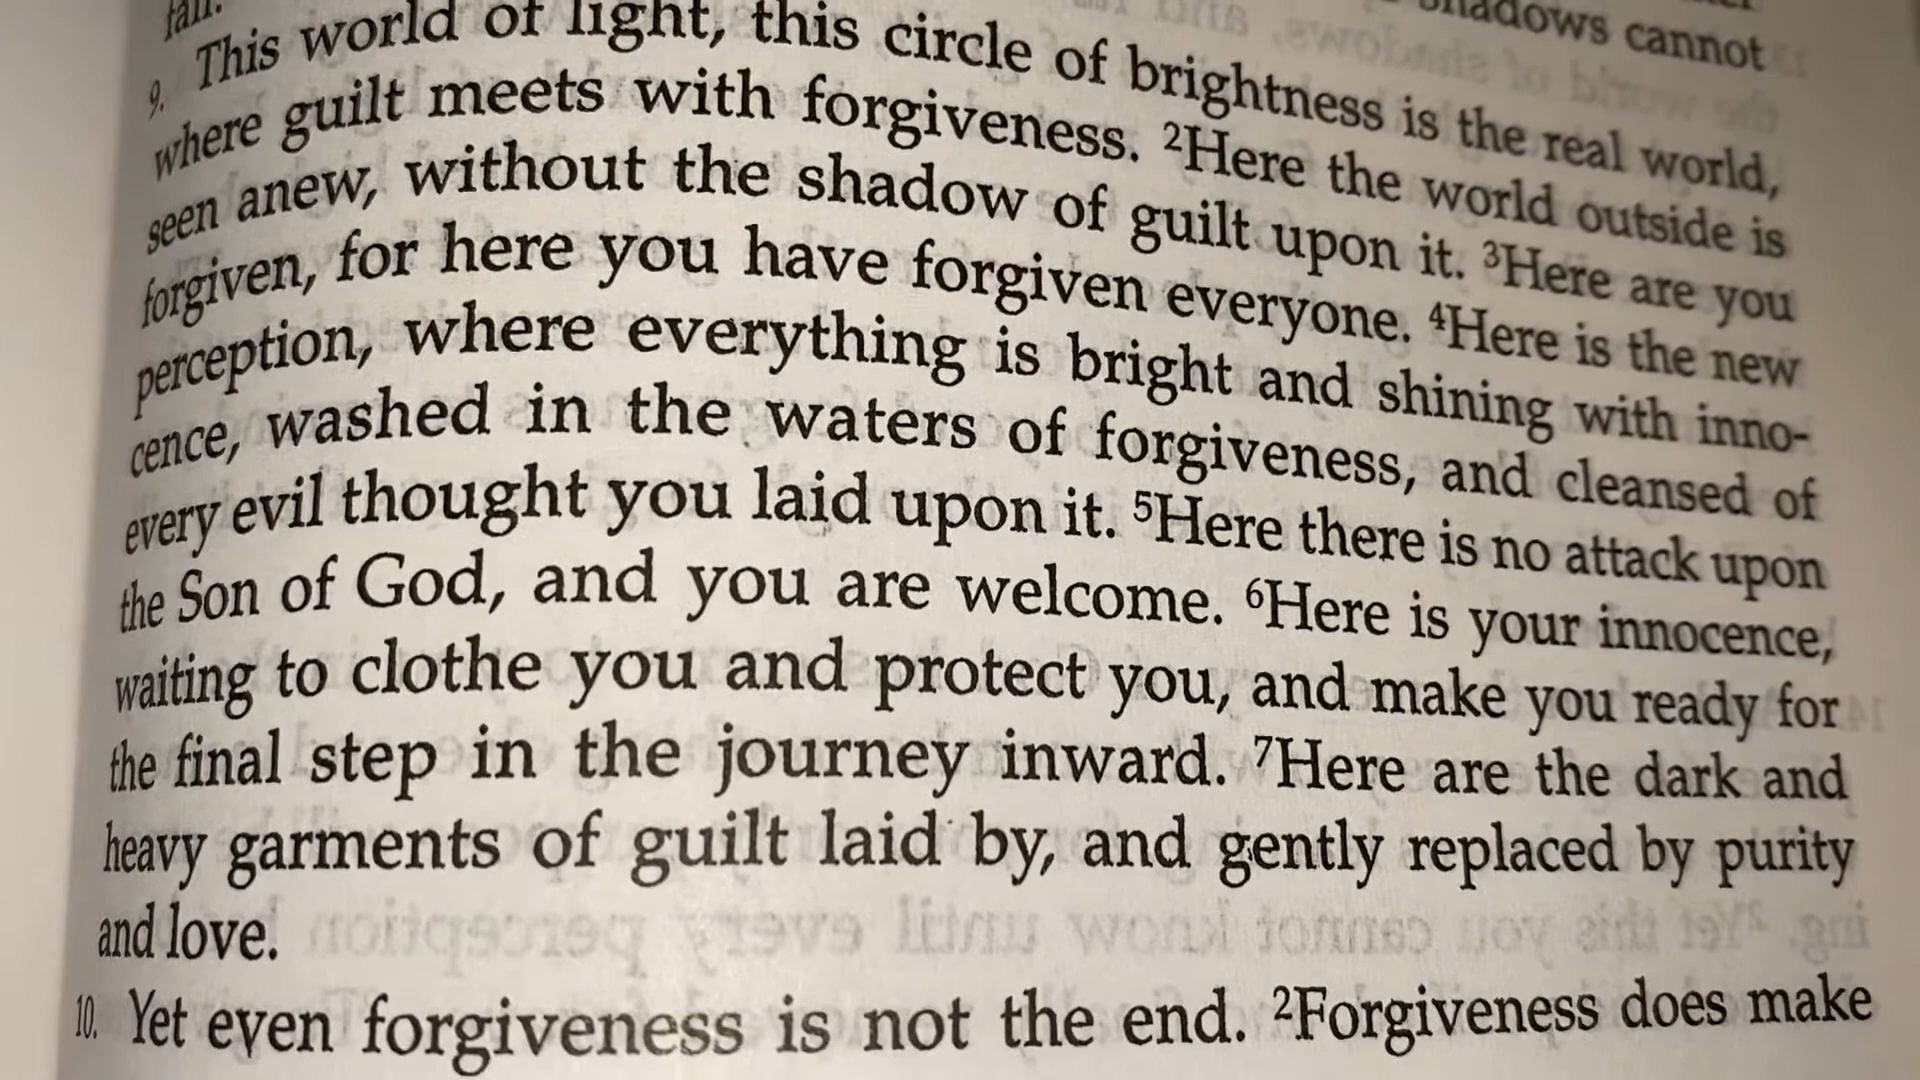 fall.
shadows cannot
9. This world of light, this circle of brightness is the real world,
where guilt meets with forgiveness. ²Here the world outside is
seen anew, without the shadow of guilt upon it. ³Here are you
forgiven, for here you have forgiven everyone. ⁴Here is the new
perception, where everything is bright and shining with inno-
cence, washed in the waters of forgiveness, and cleansed of
every evil thought you laid upon it. ⁵Here there is no attack upon
the Son of God, and you are welcome. ⁶Here is your innocence,
waiting to clothe you and protect you, and make you ready for
the final step in the journey inward. ⁷Here are the dark and
heavy garments of guilt laid by, and gently replaced by purity
and love.
10. Yet even forgiveness is not the end. ²Forgiveness does make